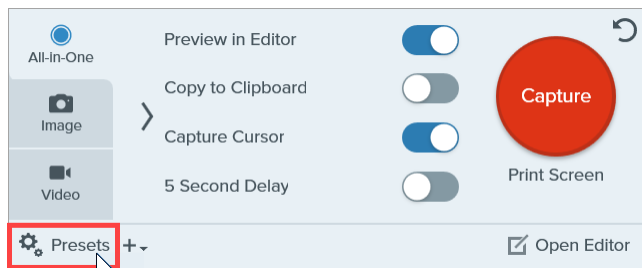 All-in-One
Image
Video
Preview in Editor
Copy to Clipboard
Capture Cursor
5 Second Delay
Capture
Print Screen
Presets
Open Editor